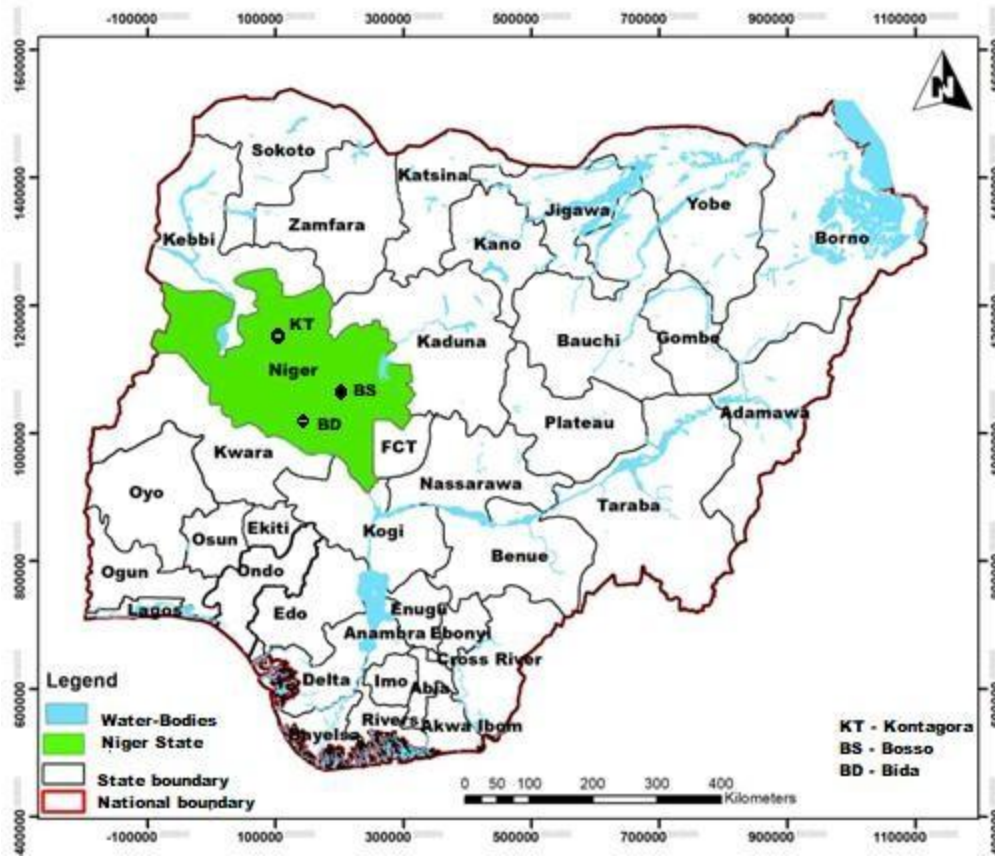 -100000 100000 300000 500000 700000 900000 1100000
1600000
1400000 1400000
1200000
1000000
800000
600000
400000
N
Sokoto
Katsina
Zamfara
Jigawa
Yobe
Kebbi
Kano
Borno
KT
Kaduna
Bauchi
Gombe
Niger
BS
BD
Adamawa
Plateau
FCT
Kwara
Nassarawa
Oyo
Taraba
Kogi
Ekiti
Osun
Benue
Ogun
Ondo
Lagos
Edo
Enugu
Anambra Ebonyi
Cross River
Delta
Imo
Abia
Rivers
Akwa Ibom
Legend
Water-Bodies
Niger State
State boundary
National boundary
KT - Kontagora
BS - Bosso
BD - Bida
0 50 100 200 300 400
Kilometers
-100000 100000 300000 500000 700000 900000 1100000